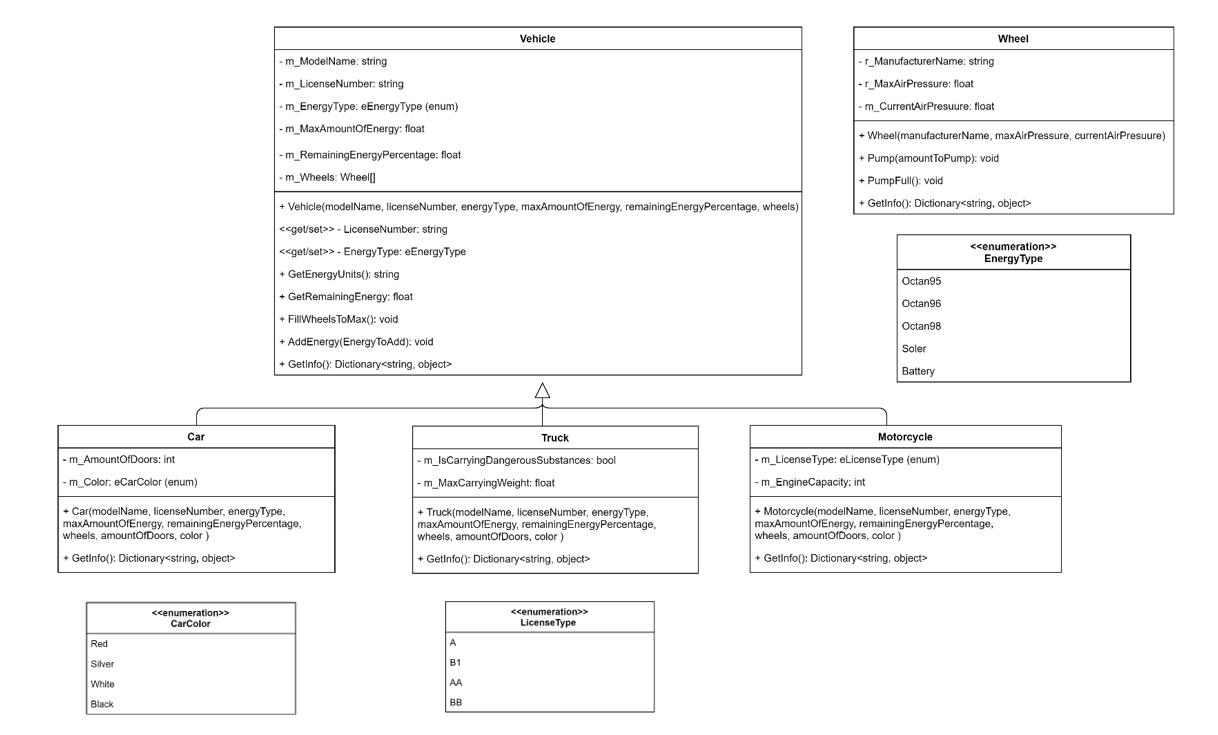 Vehicle
- m_ModelName: string
- m_LicenseNumber: string
- m_EnergyType: eEnergyType (enum)
- m_MaxAmountOfEnergy: float
- m_RemainingEnergyPercentage: float
- m_Wheels: Wheel[]
+ Vehicle(modelName, licenseNumber, energyType, maxAmountOfEnergy, remainingEnergyPercentage, wheels)
<<get/set>> - LicenseNumber: string
<<get/set>> - EnergyType: eEnergyType
+ GetEnergyUnits(): string
+ GetRemainingEnergy: float
+ FillWheelsToMax(): void
+ AddEnergy(EnergyToAdd): void
+ GetInfo(): Dictionary<string, object>
Wheel
- r_ManufacturerName: string
- r_MaxAirPressure: float
- m_CurrentAirPresuure: float
+ Wheel(manufacturerName, maxAirPressure, currentAirPresuure)
+ Pump(amountToPump): void
+ PumpFull(): void
+ GetInfo(): Dictionary<string, object>
<<enumeration>>
EnergyType
Octan95
Octan96
Octan98
Soler
Battery
Car
- m_AmountOfDoors: int
- m_Color: eCarColor (enum)
+ Car(modelName, licenseNumber, energyType,
maxAmountOfEnergy, remainingEnergyPercentage,
wheels, amountOfDoors, color )
+ GetInfo(): Dictionary<string, object>
Truck
- m_IsCarryingDangerousSubstances: bool
- m_MaxCarryingWeight: float
+ Truck(modelName, licenseNumber, energyType,
maxAmountOfEnergy, remainingEnergyPercentage,
wheels, amountOfDoors, color )
+ GetInfo(): Dictionary<string, object>
Motorcycle
- m_LicenseType: eLicenseType (enum)
- m_EngineCapacity: int
+ Motorcycle(modelName, licenseNumber, energyType,
maxAmountOfEnergy, remainingEnergyPercentage,
wheels, amountOfDoors, color )
+ GetInfo(): Dictionary<string, object>
<<enumeration>>
CarColor
Red
Silver
White
Black
<<enumeration>>
LicenseType
A
B1
AA
BB